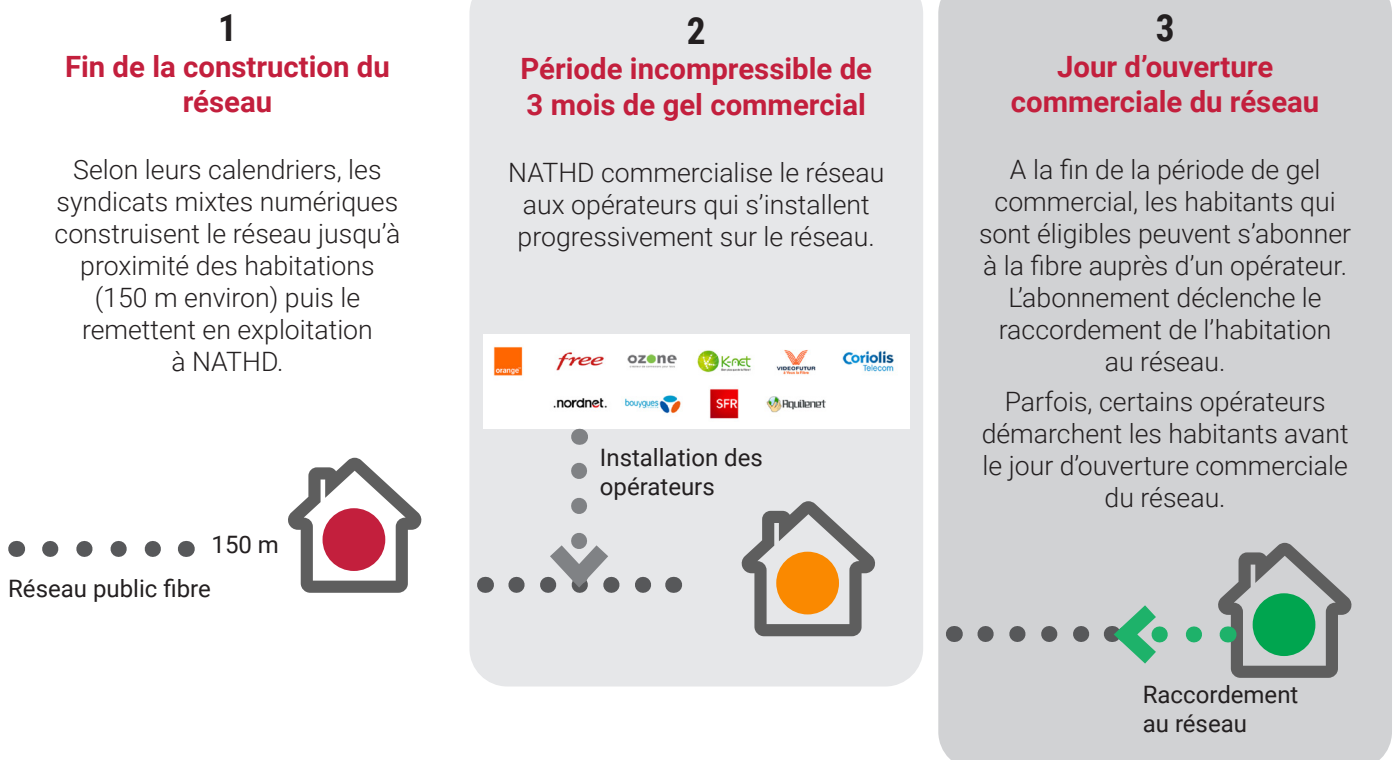 1
Fin de la construction du
réseau
Selon leurs calendriers, les
syndicats mixtes numériques
construisent le réseau jusqu’à
proximité des habitations
(150 m environ) puis le
remettent en exploitation
à NATHD.
150 m
Réseau public fibre
2
Période incompressible de
3 mois de gel commercial
NATHD commercialise le réseau
aux opérateurs qui s’installent
progressivement sur le réseau.
orange
free
ozone
K-net
VIDEOFUTUR
la fibre
Coriolis
Telecom
.nordnet.
bouygues
SFR
Aquilenet
Installation des
opérateurs
3
Jour d’ouverture
commerciale du réseau
A la fin de la période de gel
commercial, les habitants qui
sont éligibles peuvent s’abonner
à la fibre auprès d’un opérateur.
L’abonnement déclenche le
raccordement de l’habitation
au réseau.
Parfois, certains opérateurs
démarchent les habitants avant
le jour d’ouverture commerciale
du réseau.
Raccordement
au réseau